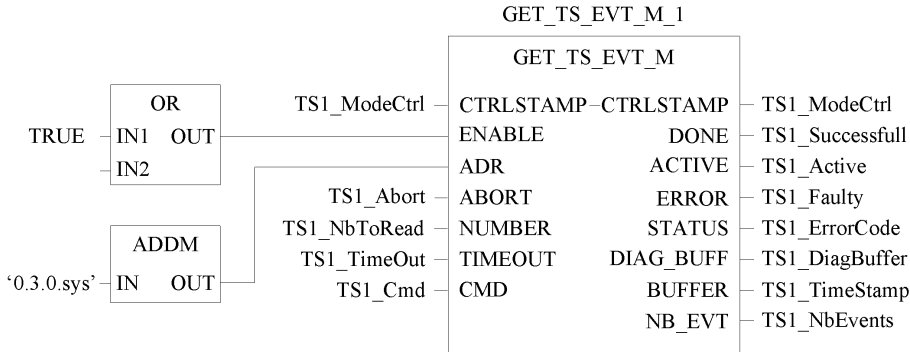 GET_TS_EVT_M_1
GET_TS_EVT_M
OR
TS1_ModeCtrl CTRLSTAMP CTRLSTAMP TS1_ModeCtrl
TRUE IN1 OUT ENABLE DONE TS1_Successfull
IN2 ADR ACTIVE TS1_Active
TS1_Abort ABORT ERROR TS1_Faulty
TS1_NbToRead NUMBER STATUS TS1_ErrorCode
ADDM TS1_TimeOut TIMEOUT DIAG_BUFF TS1_DiagBuffer
‘0.3.0.sys’ IN OUT TS1_Cmd CMD BUFFER TS1_TimeStamp
NB_EVT TS1_NbEvents